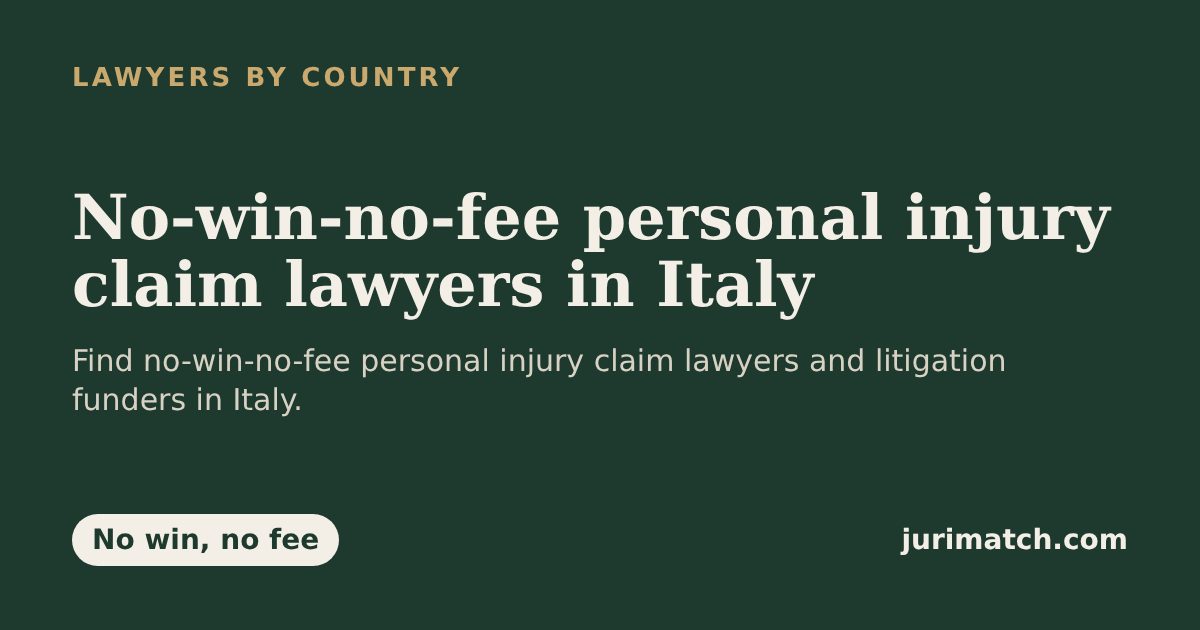 LAWYERS BY COUNTRY
No-win-no-fee personal injury
claim lawyers in Italy
Find no-win-no-fee personal injury claim lawyers and litigation
funders in Italy.
No win, no fee
jurimatch.com